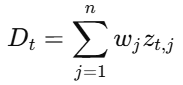 $D_t = \sum_{j=1}^{n} w_j z_{t,j}$